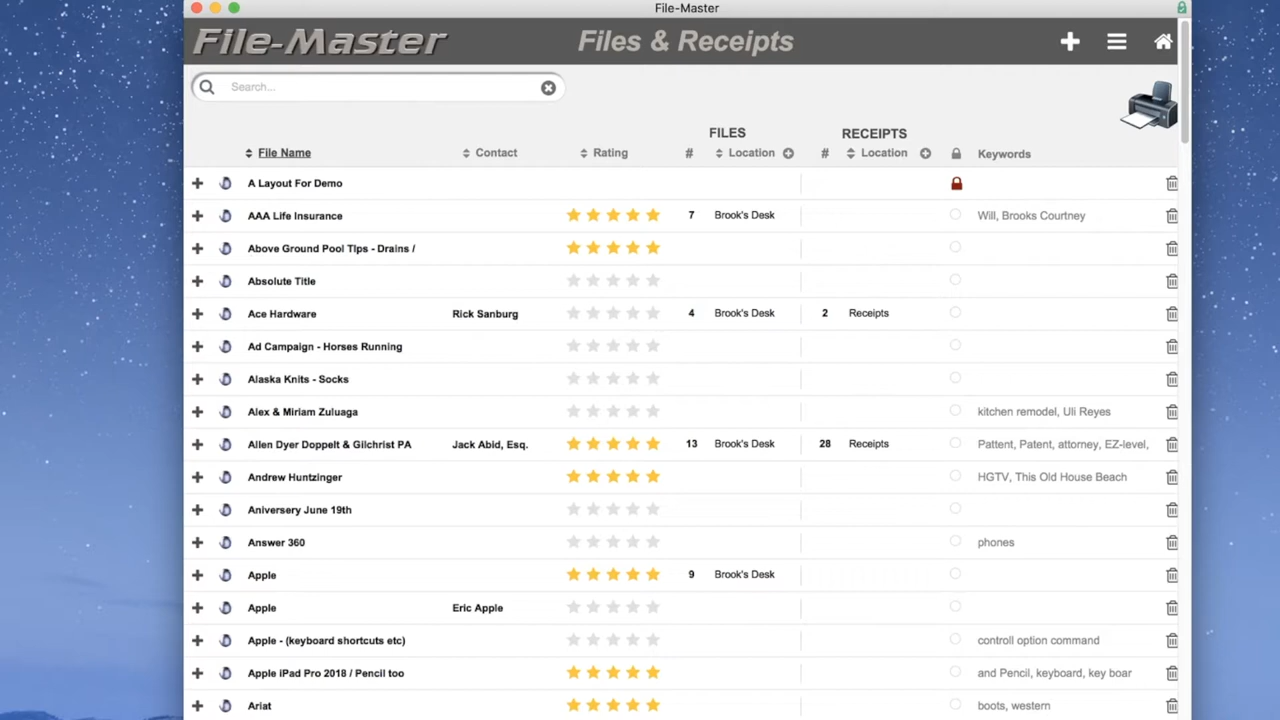 File-Master
File-Master Files & Receipts
Search...
FILES RECEIPTS
File Name Contact Rating # Location # Location Keywords
A Layout For Demo
AAA Life Insurance 7 Brook's Desk Will, Brooks Courtney
Above Ground Pool TIps - Drains /
Absolute Title
Ace Hardware Rick Sanburg 4 Brook's Desk 2 Receipts
Ad Campaign - Horses Running
Alaska Knits - Socks
Alex & Miriam Zuluaga kitchen remodel, Uli Reyes
Allen Dyer Doppelt & Gilchrist PA Jack Abid, Esq. 13 Brook's Desk 28 Receipts Pattent, Patent, attorney, EZ-level,
Andrew Huntzinger HGTV, This Old House Beach
Aniversery June 19th
Answer 360 phones
Apple 9 Brook's Desk
Apple Eric Apple
Apple - (keyboard shortcuts etc) controll option command
Apple iPad Pro 2018 / Pencil too and Pencil, keyboard, key boar
Ariat boots, western